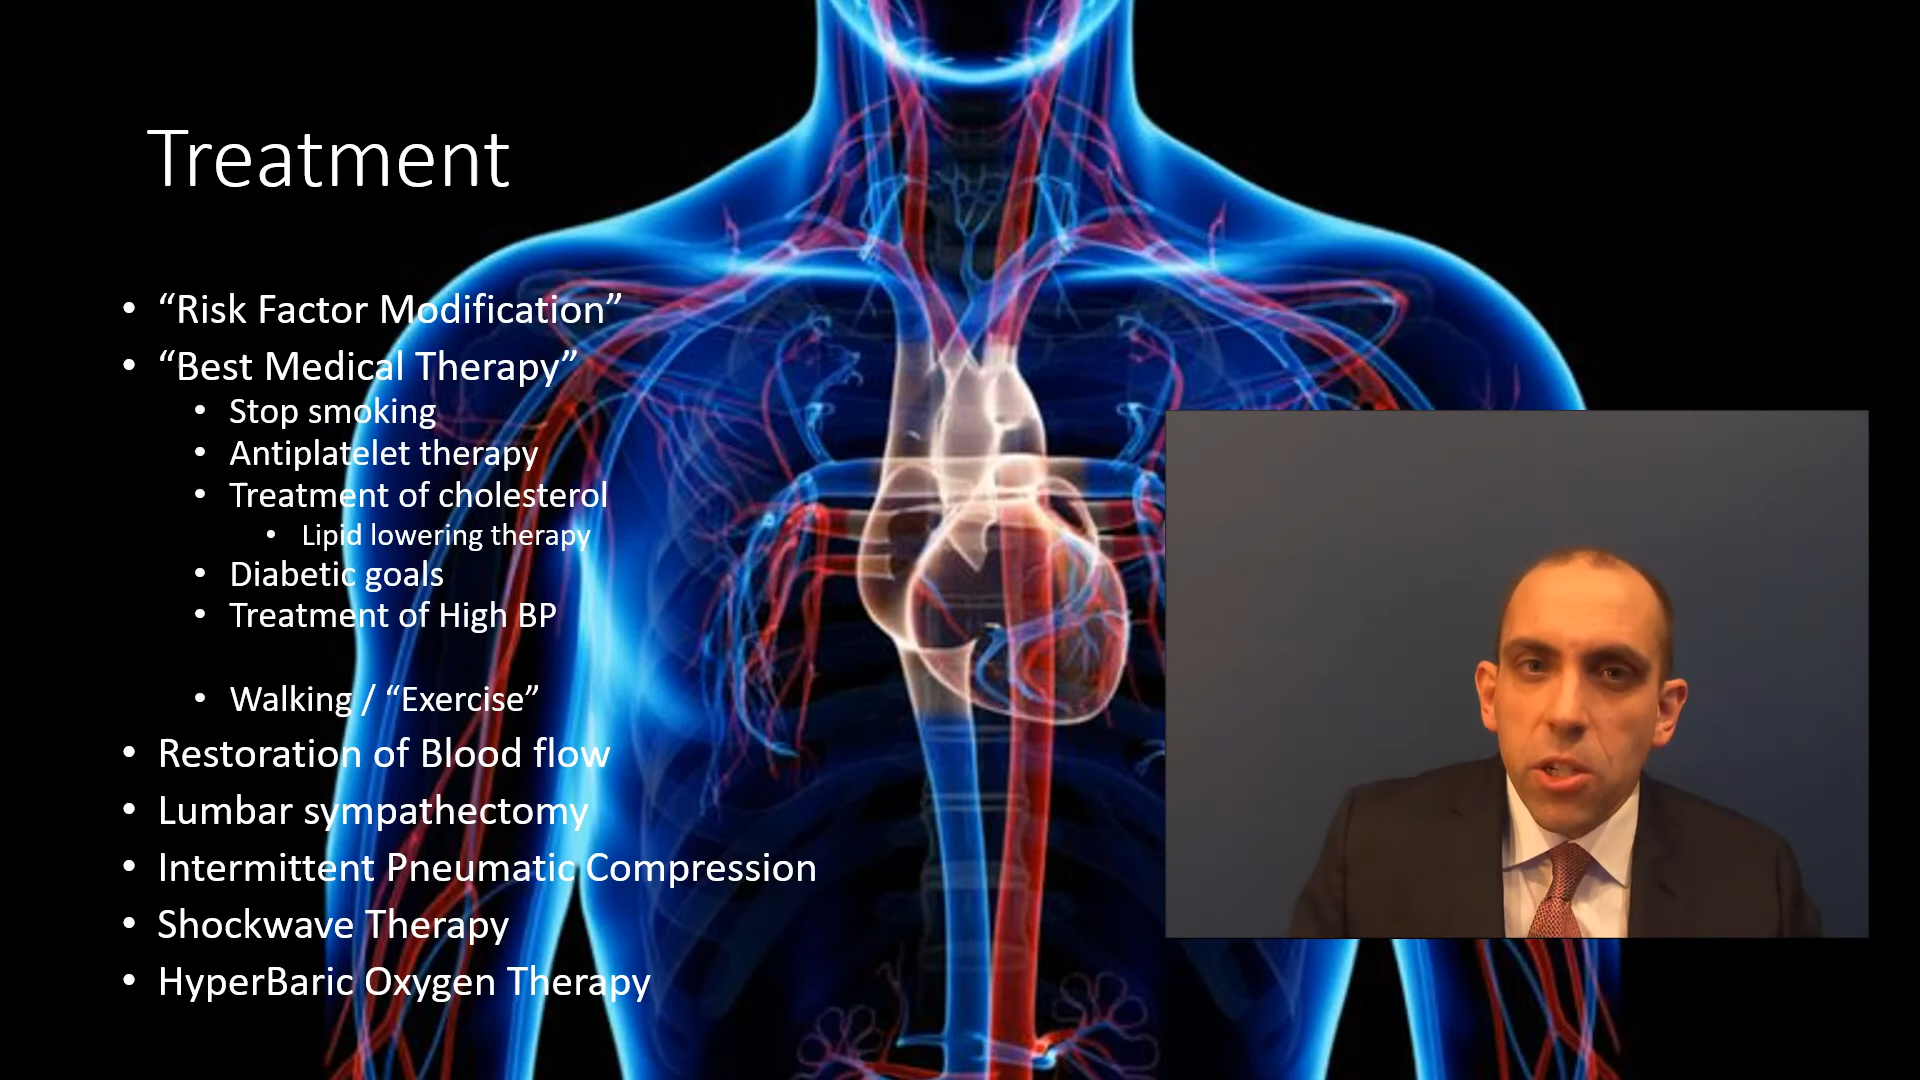 Treatment
• “Risk Factor Modification”
• “Best Medical Therapy”
• Stop smoking
• Antiplatelet therapy
• Treatment of cholesterol
• Lipid lowering therapy
• Diabetic goals
• Treatment of High BP
• Walking / “Exercise”
• Restoration of Blood flow
• Lumbar sympathectomy
• Intermittent Pneumatic Compression
• Shockwave Therapy
• HyperBaric Oxygen Therapy